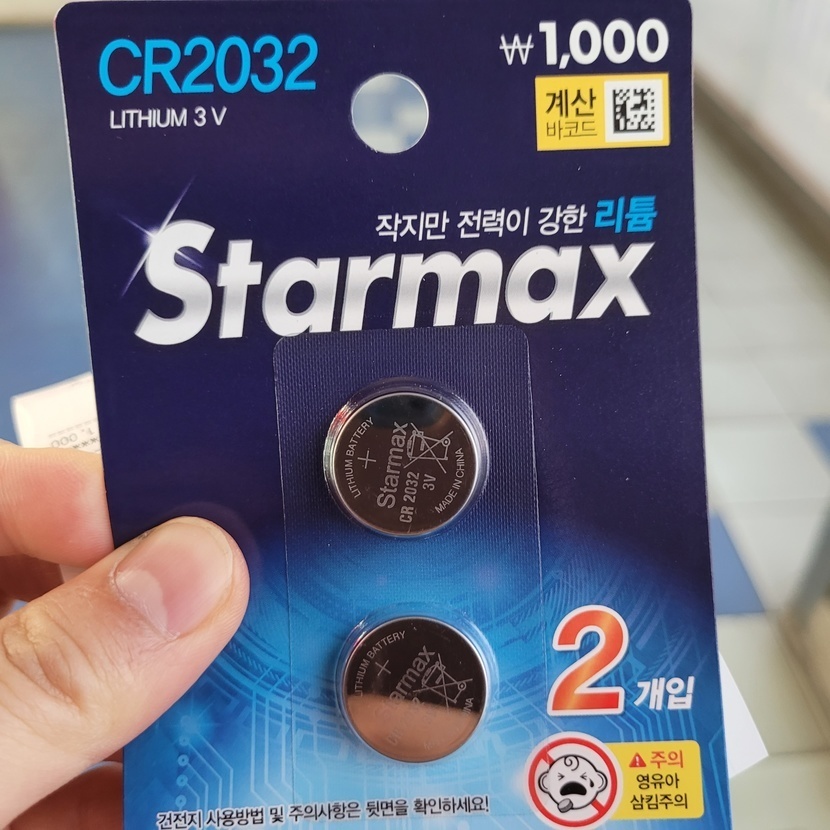 CR2032
LITHIUM 3 V
₩1,000
계산
바코드
작지만 전력이 강한 리튬
Starmax
LITHIUM BATTERY
+
Starmax
CR 2032
3V
MADE IN CHINA
LITHIUM BATTERY
+
Starmax
2개입
주의
영유아
삼킴주의
건전지 사용방법 및 주의사항은 뒷면을 확인하세요!